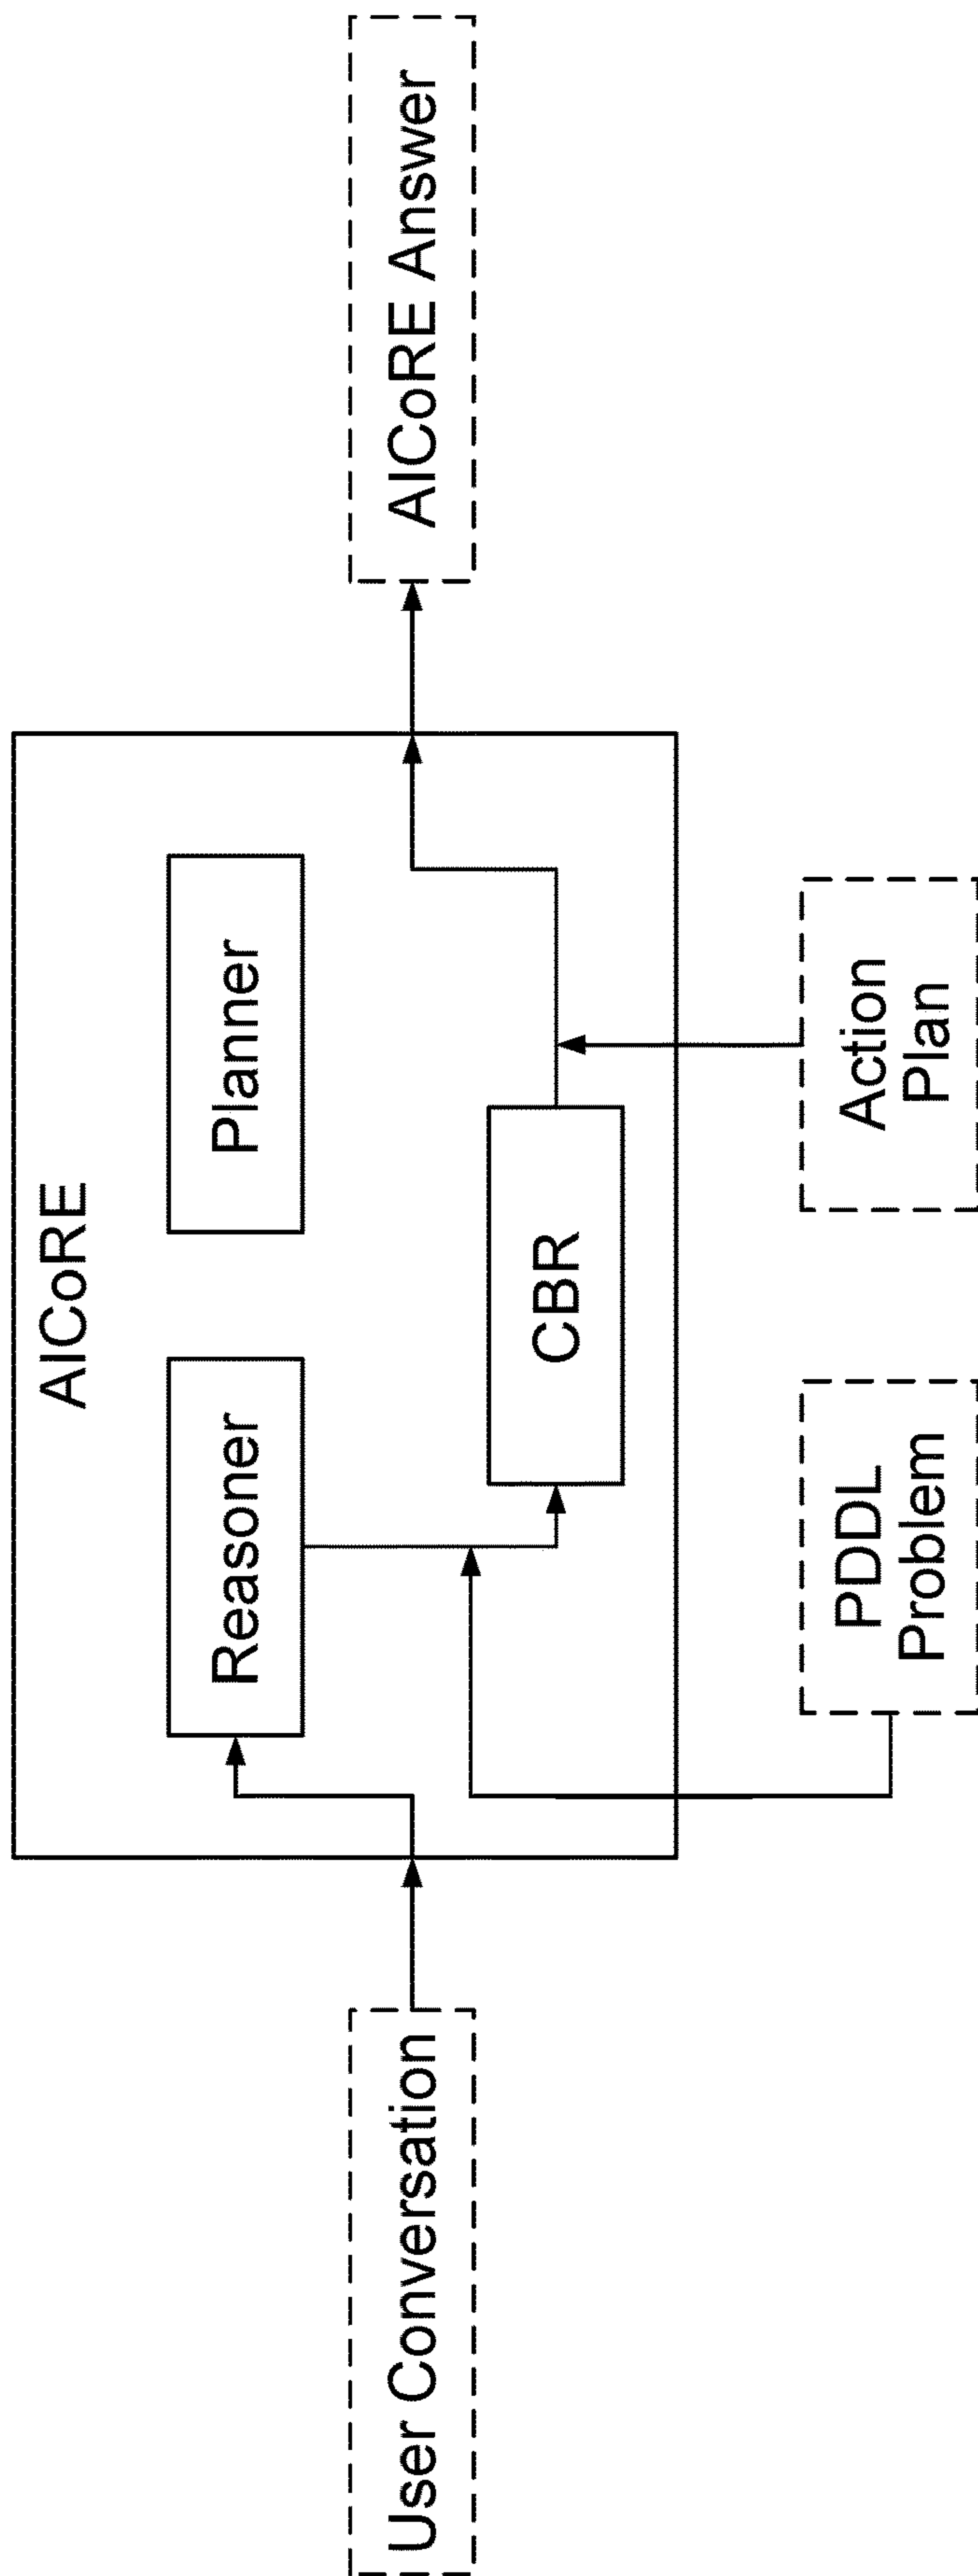 AICoRE
User Conversation
Reasoner
Planner
CBR
AICoRE Answer
PDDL
Problem
Action
Plan